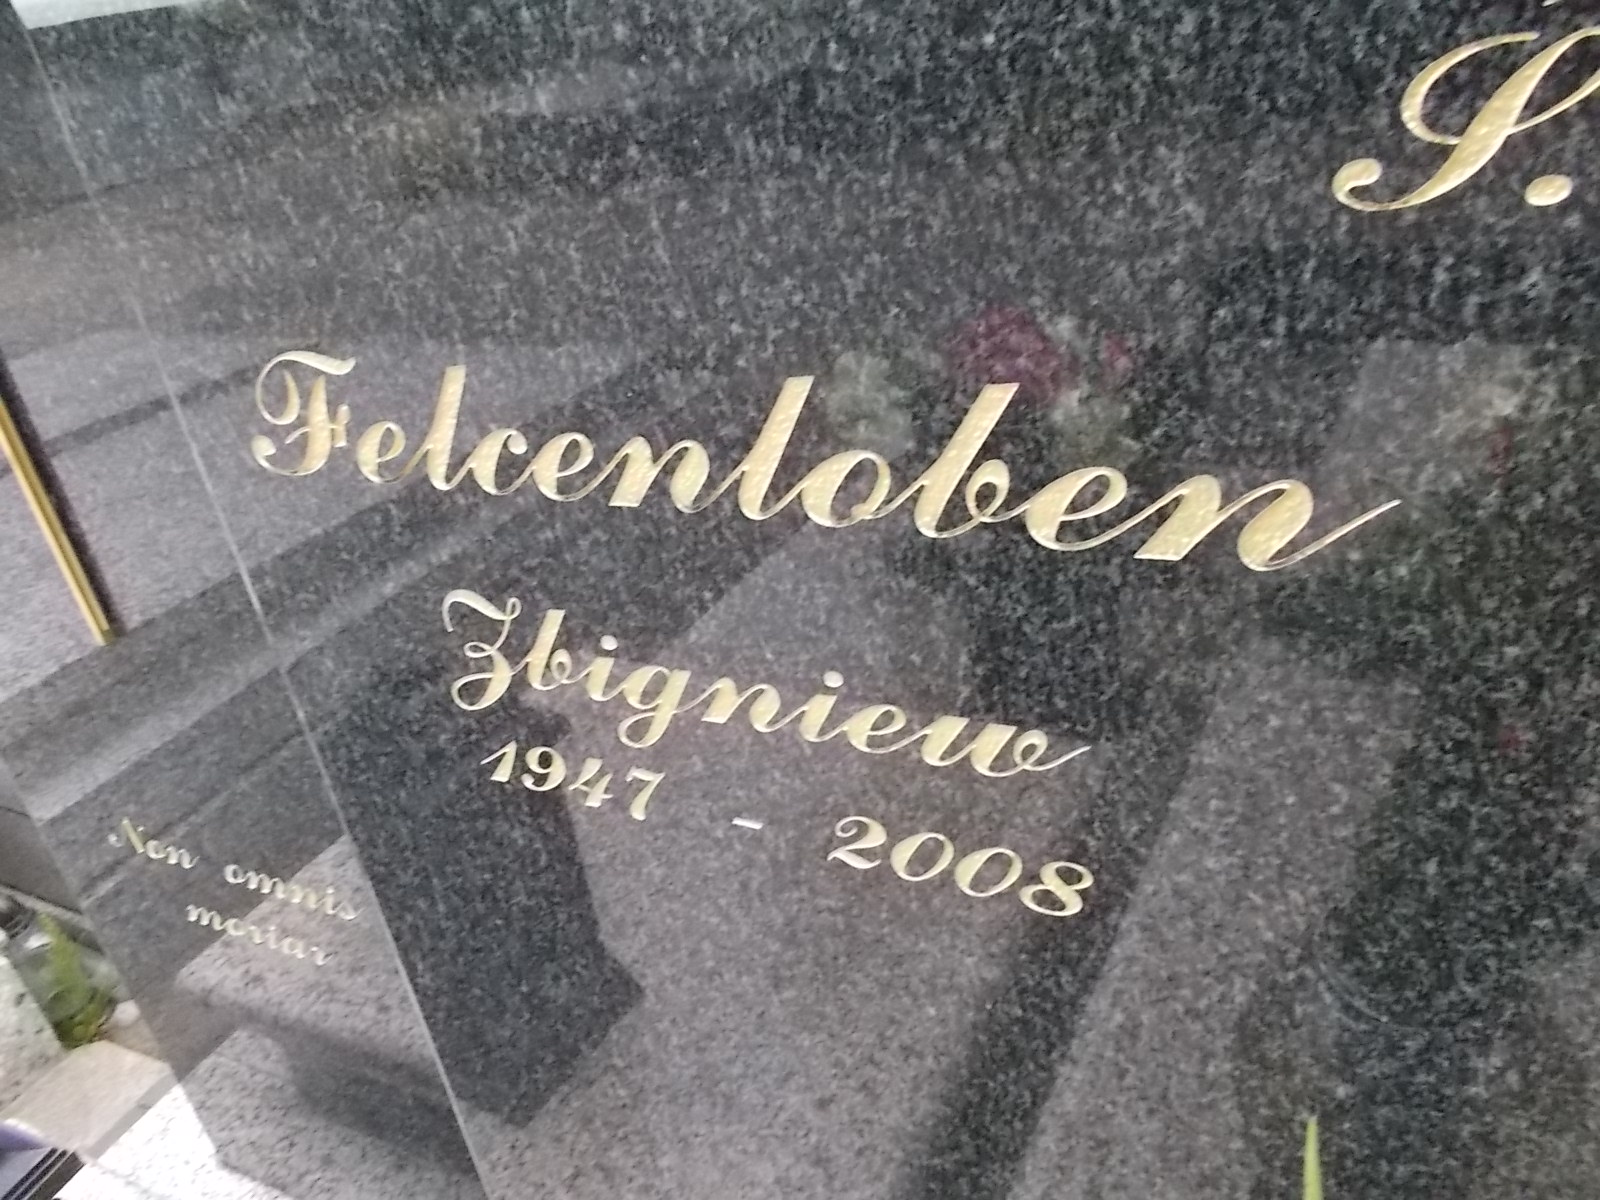 Ś.
Felcenloben
Zbigniew
1947 - 2008
Non omnis
moriar